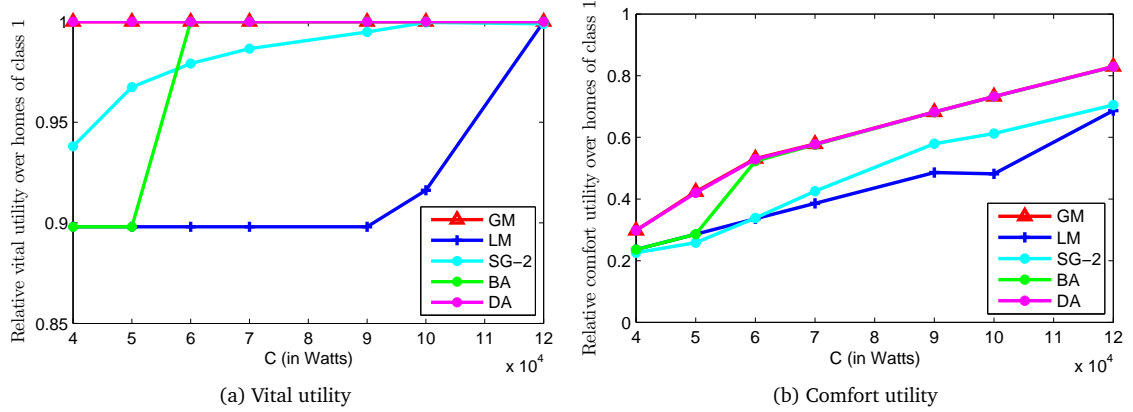 Relative vital utility over homes of class 1
1
0.95
0.9
0.85
4 5 6 7 8 9 10 11 12
x 10^4
C (in Watts)
GM
LM
SG−2
BA
DA
(a) Vital utility
Relative comfort utility over homes of class 1
1
0.8
0.6
0.4
0.2
0
4 5 6 7 8 9 10 11 12
x 10^4
C (in Watts)
GM
LM
SG−2
BA
DA
(b) Comfort utility